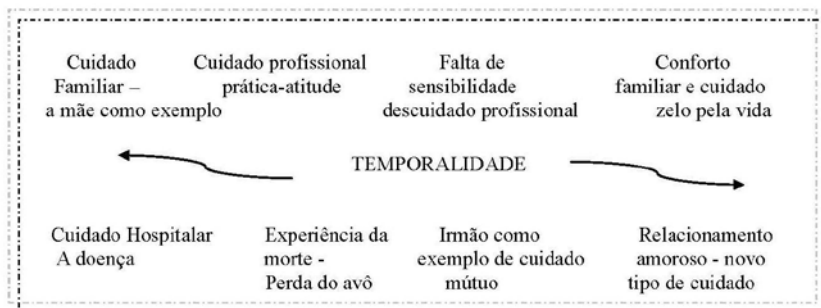 Cuidado
Familiar –
a mãe como exemplo
Cuidado profissional
prática-atitude
Falta de
sensibilidade
descuidado profissional
Conforto
familiar e cuidado
zelo pela vida
TEMPORALIDADE
Cuidado Hospitalar
A doença
Experiência da
morte -
Perda do avô
Irmão como
exemplo de cuidado
mútuo
Relacionamento
amoroso - novo
tipo de cuidado